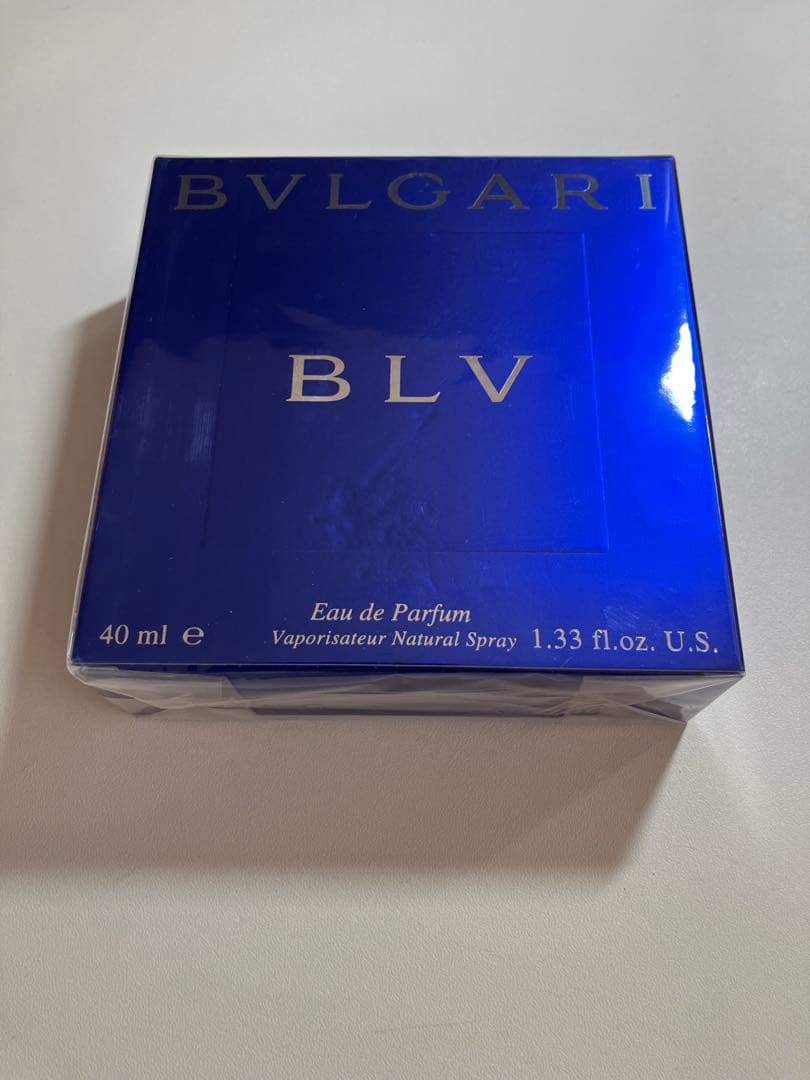 BVLGARI
BLV
Eau de Parfum
40 ml e Vaporisateur Natural Spray 1.33 fl.oz. U.S.